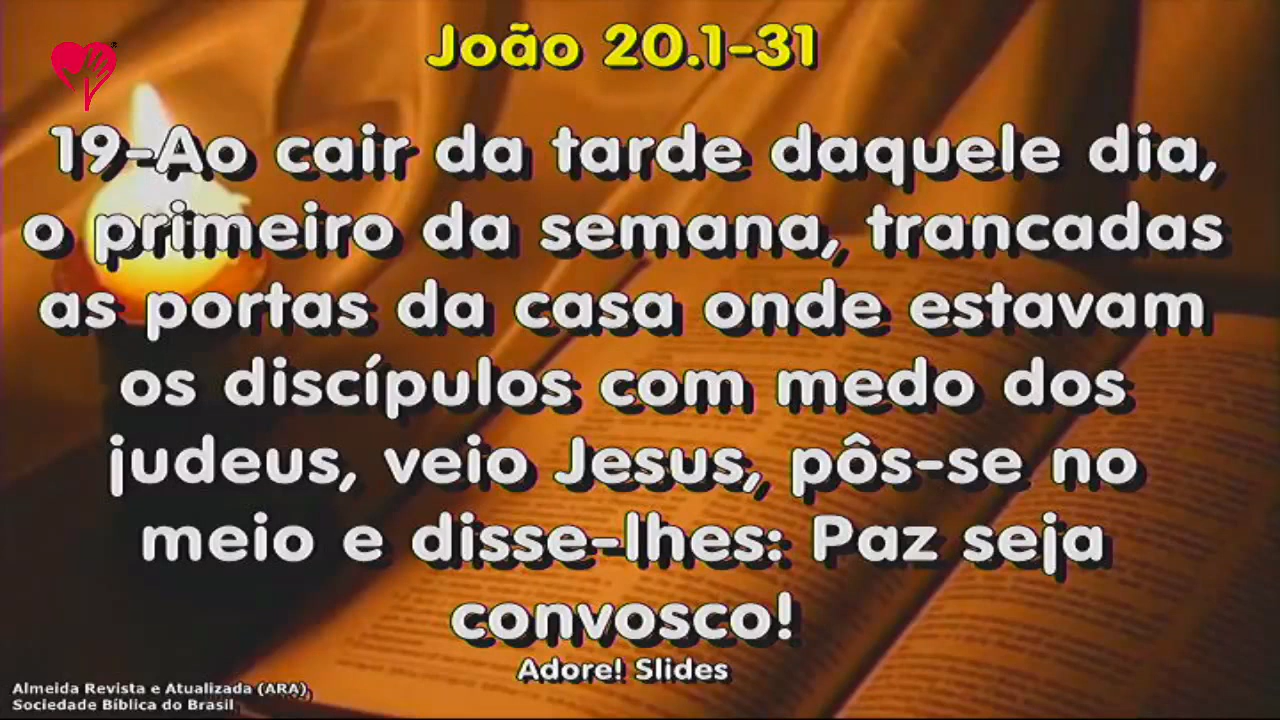 João 20.1-31
19-Ao cair da tarde daquele dia,
o primeiro da semana, trancadas
as portas da casa onde estavam
os discípulos com medo dos
judeus, veio Jesus, pôs-se no
meio e disse-lhes: Paz seja
convosco!
Adore! Slides
Almeida Revista e Atualizada (ARA)
Sociedade Bíblica do Brasil